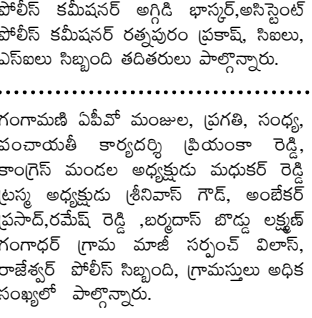 పోలీస్ కమీషనర్ అగ్గిడి భాస్కర్,అసిస్టెంట్
పోలీస్ కమీషనర్ రత్నపురం ప్రకాష్, సిఐలు,
ఎస్ఐలు సిబ్బంది తదితరులు పాల్గొన్నారు.
గంగామణి ఏపీవో మంజుల, ప్రగతి, సంధ్య,
పంచాయతీ కార్యదర్శి ప్రియంకా రెడ్డి,
కాంగ్రెస్ మండల అధ్యక్షుడు మధుకర్ రెడ్డి
ట్రస్మ అధ్యక్షుడు శ్రీనివాస్ గౌడ్, అంబేకర్
ప్రసాద్,రమేష్ రెడ్డి ,బర్మదాస్ బొడ్డు లక్ష్మణ్
గంగాధర్ గ్రామ మాజీ సర్పంచ్ విలాస్,
రాజేశ్వర్ పోలీస్ సిబ్బంది, గ్రామస్తులు అధిక
సంఖ్యలో పాల్గొన్నారు.